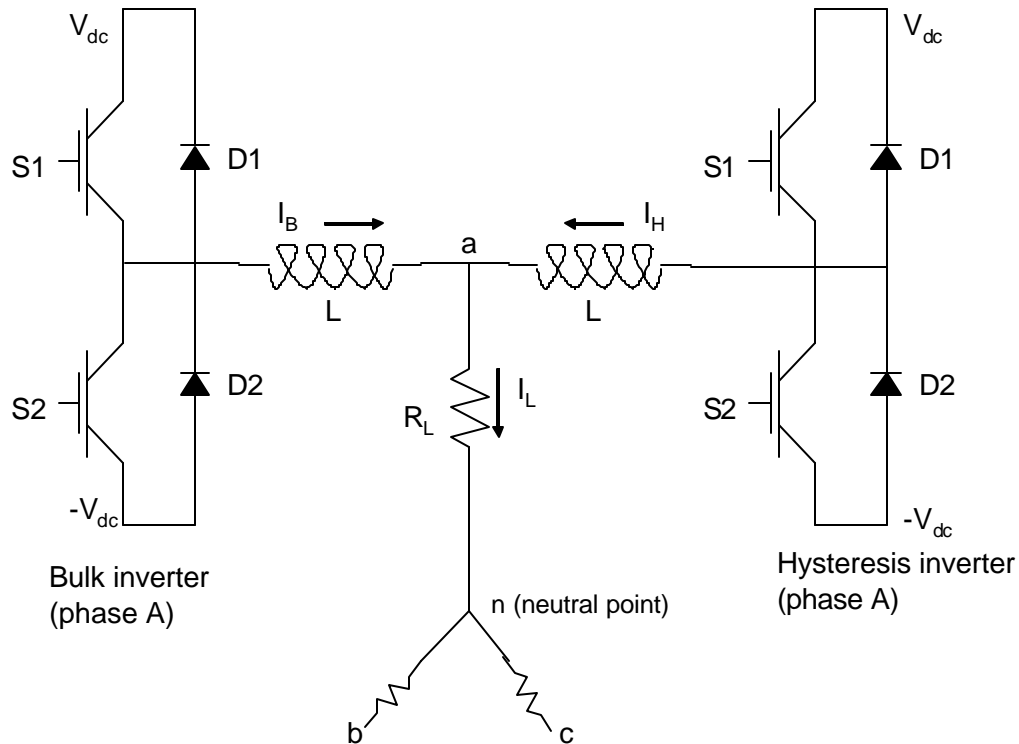 V_dc
V_dc
S1
D1
S1
D1
I_B
I_H
a
L
L
S2
D2
I_L
R_L
S2
D2
-V_dc
-V_dc
Bulk inverter
(phase A)
Hysteresis inverter
(phase A)
n (neutral point)
b
c